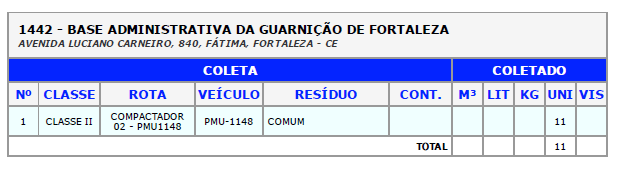 1442 - BASE ADMINISTRATIVA DA GUARNIÇÃO DE FORTALEZA
AVENIDA LUCIANO CARNEIRO, 840, FÁTIMA, FORTALEZA - CE
COLETA COLETADO
Nº CLASSE ROTA VEÍCULO RESÍDUO CONT. M³ LIT KG UNI VIS
1 CLASSE II COMPACTADOR 02 - PMU1148 PMU-1148 COMUM 11
TOTAL 11